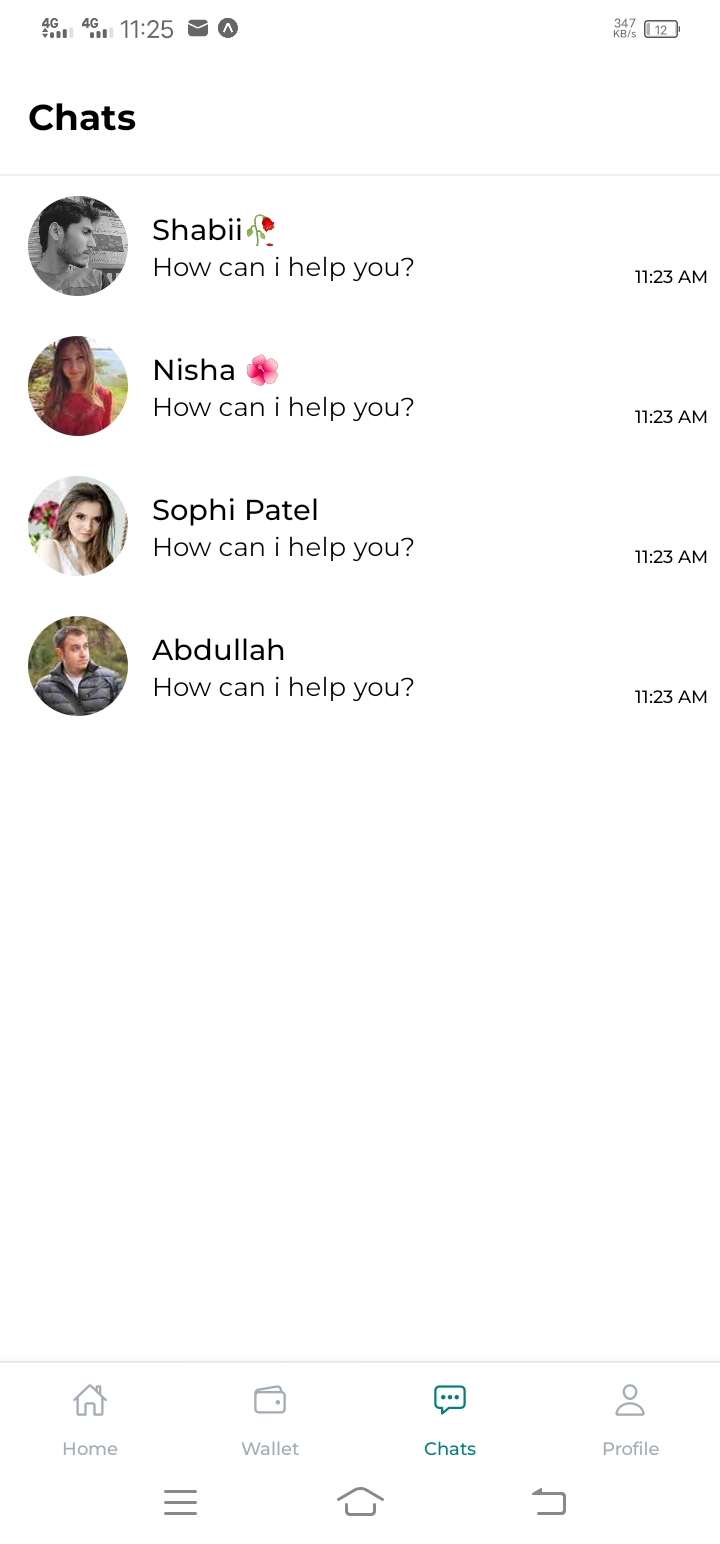 4G 4G 11:25 347 KB/s 12
Chats
Shabii🥀
How can i help you?
11:23 AM
Nisha 🌺
How can i help you?
11:23 AM
Sophi Patel
How can i help you?
11:23 AM
Abdullah
How can i help you?
11:23 AM
Home Wallet Chats Profile